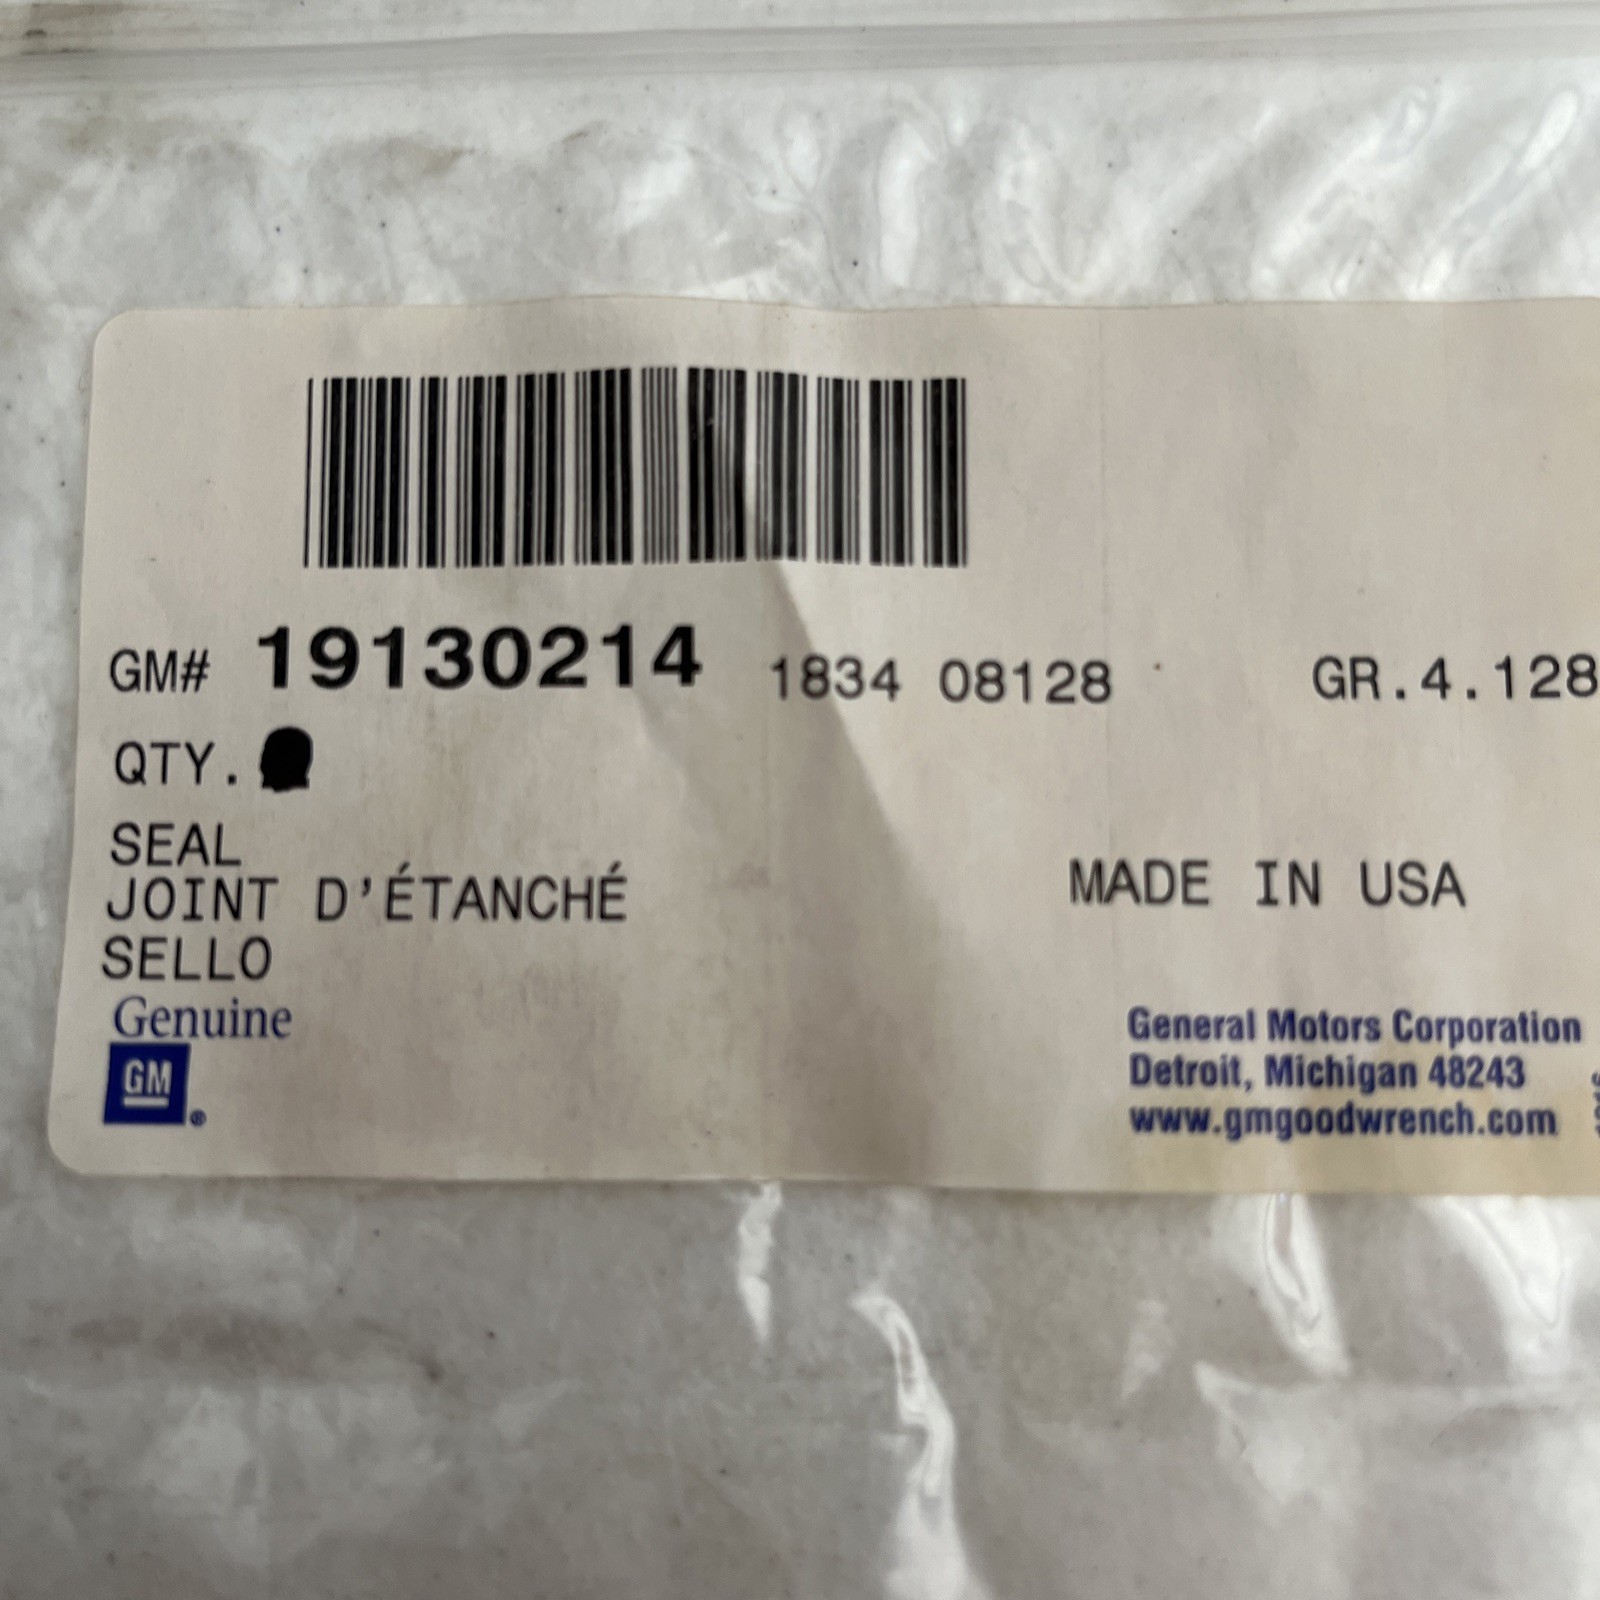 GM# 19130214 1834 08128 GR.4.128
QTY.
SEAL
JOINT D'ÉTANCHÉ
SELLO
MADE IN USA
Genuine
GM ®
General Motors Corporation
Detroit, Michigan 48243
www.gmgoodwrench.com